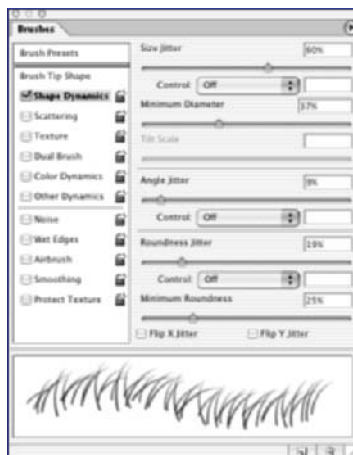 Brushes
Brush Presets
Brush Tip Shape
Shape Dynamics
Scattering
Texture
Dual Brush
Color Dynamics
Other Dynamics
Noise
Wet Edges
Airbrush
Smoothing
Protect Texture
Size Jitter 60%
Control: Off
Minimum Diameter 37%
Tilt Scale
Angle Jitter 9%
Control: Off
Roundness Jitter 19%
Control: Off
Minimum Roundness 25%
Flip X Jitter Flip Y Jitter